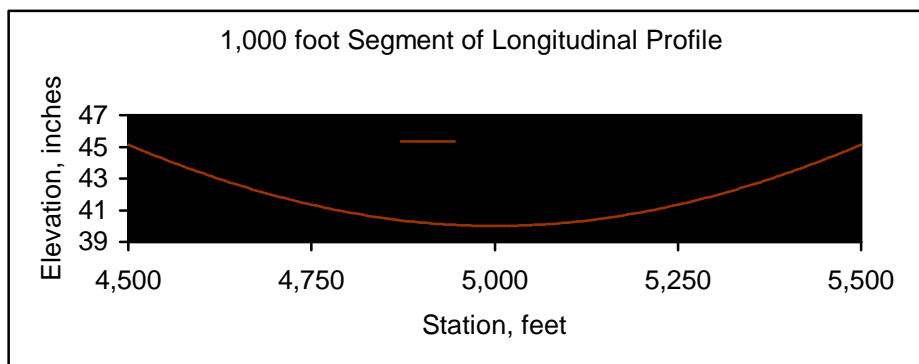 1,000 foot Segment of Longitudinal Profile
Elevation, inches
47
45
43
41
39
4,500 4,750 5,000 5,250 5,500
Station, feet